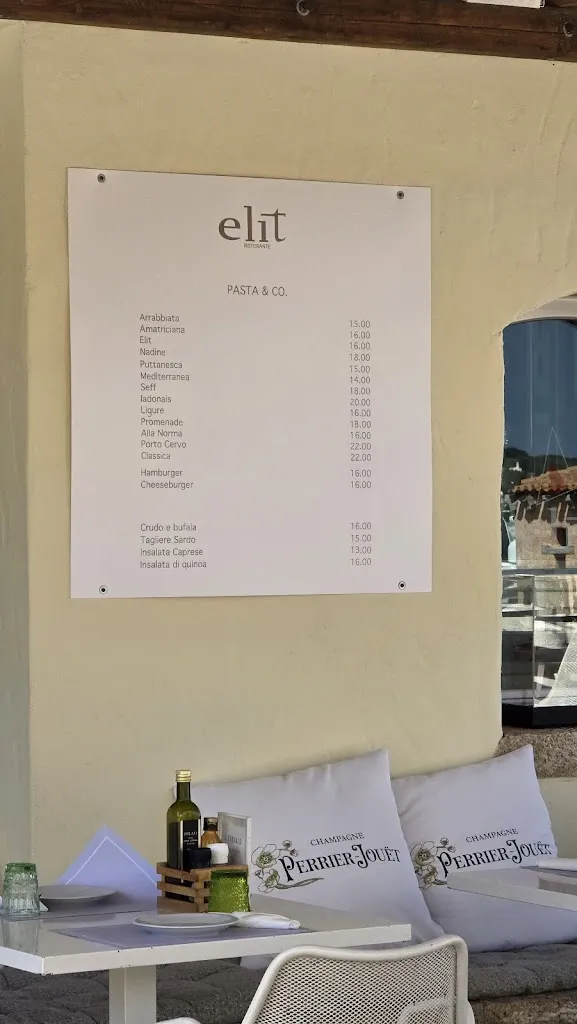 elit
RISTORANTE
PASTA & CO.
Arrabbiata 15.00
Amatriciana 16.00
Elit 16.00
Nadine 18.00
Puttanesca 15.00
Mediterranea 14.00
Seff 18.00
Iadonais 20.00
Ligure 16.00
Promenade 18.00
Alla Norma 16.00
Porto Cervo 22.00
Classica 22.00
Hamburger 16.00
Cheeseburger 16.00
Crudo e bufala 16.00
Tagliere Sardo 15.00
Insalata Caprese 13.00
Insalata di quinoa 16.00
CHAMPAGNE
PERRIER-JOUËT
CHAMPAGNE
PERRIER-JOUËT